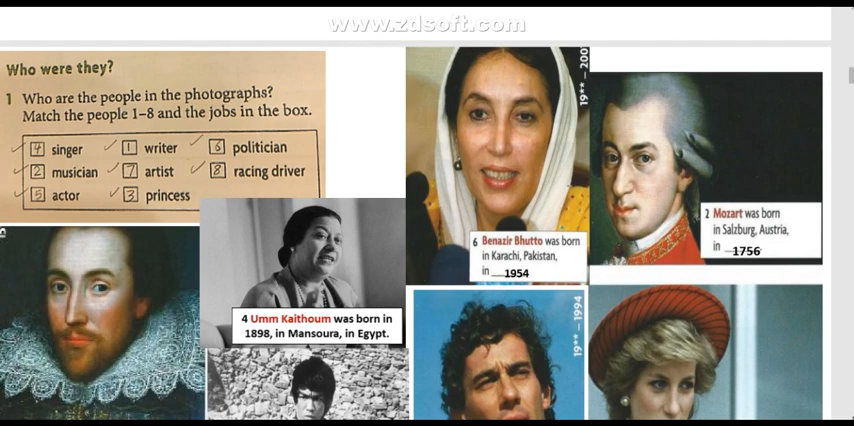 www.zdsoft.com
Who were they?
1 Who are the people in the photographs?
Match the people 1–8 and the jobs in the box.
4 singer
1 writer
6 politician
2 musician
7 artist
8 racing driver
5 actor
3 princess
19** – 200
6 Benazir Bhutto was born
in Karachi, Pakistan,
in 1954
2 Mozart was born
in Salzburg, Austria,
in 1756
4 Umm Kaithoum was born in
1898, in Mansoura, in Egypt.
19** – 1994